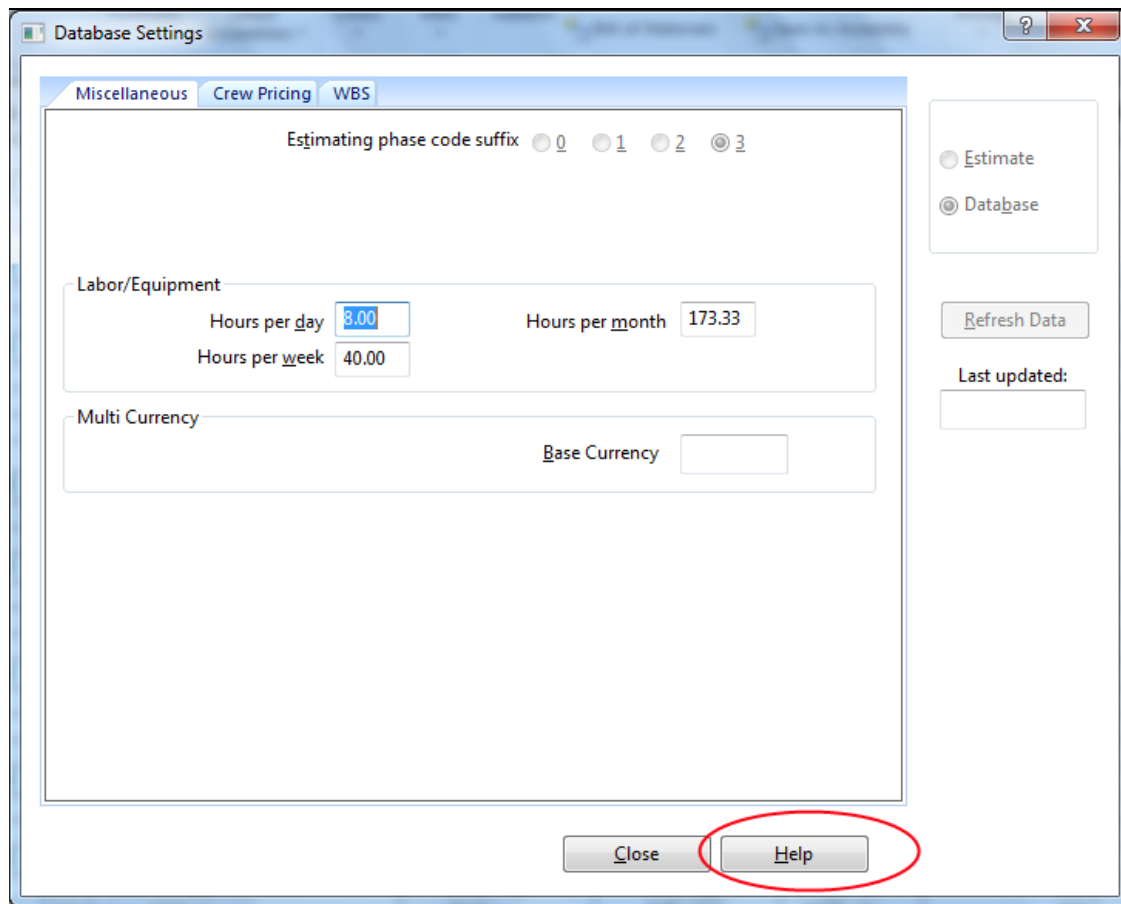 Database Settings
Miscellaneous Crew Pricing WBS
Estimating phase code suffix 0 1 2 3
Estimate
Database
Labor/Equipment
Hours per day 8.00 Hours per month 173.33
Hours per week 40.00
Refresh Data
Last updated:
Multi Currency
Base Currency
Close Help